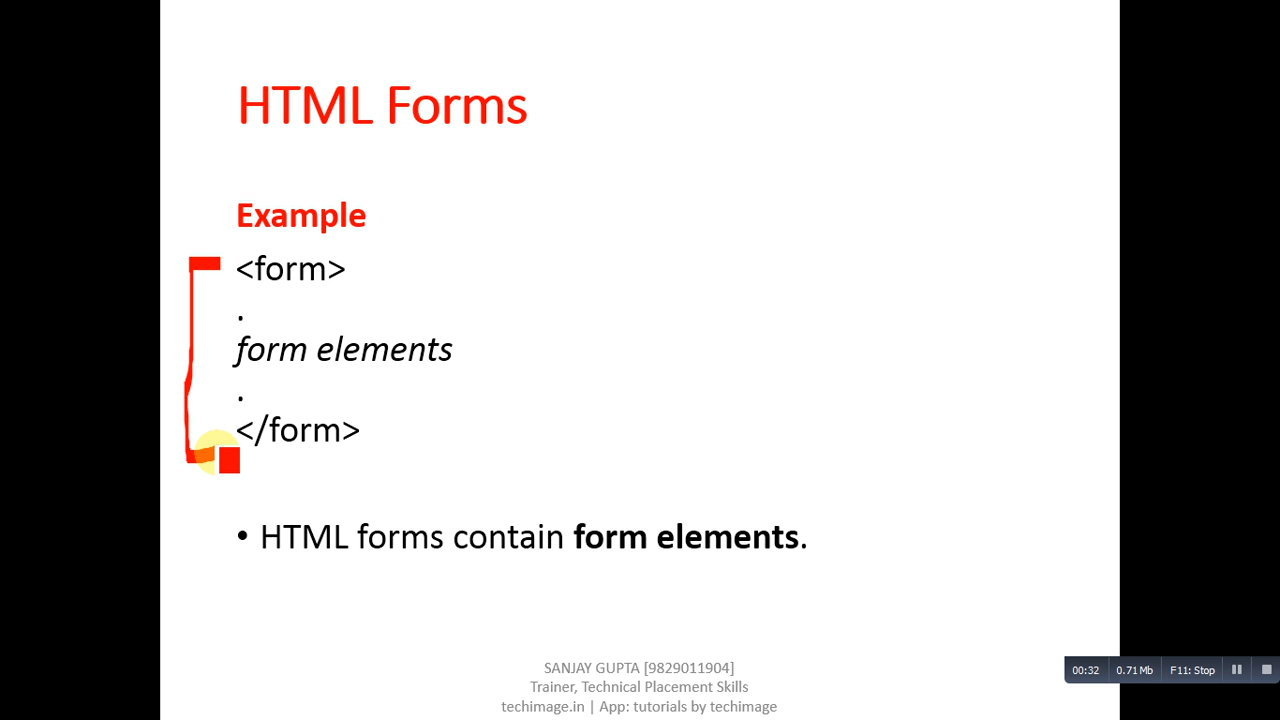 HTML Forms
Example
<form>
.
form elements
.
</form>
• HTML forms contain form elements.
SANJAY GUPTA [9829011904]
Trainer, Technical Placement Skills
techimage.in | App: tutorials by techimage
00:32 0.71 Mb F11: Stop